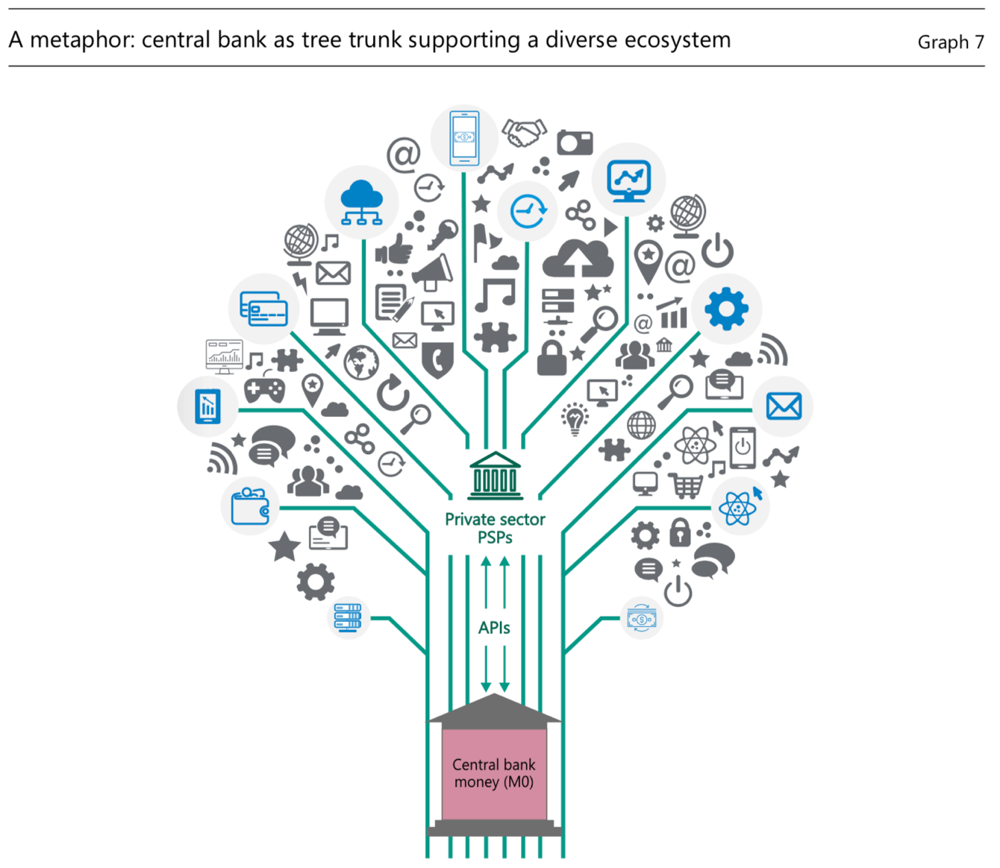 A metaphor: central bank as tree trunk supporting a diverse ecosystem
Graph 7
@
@
@
Private sector
PSPs
APIs
Central bank
money (M0)